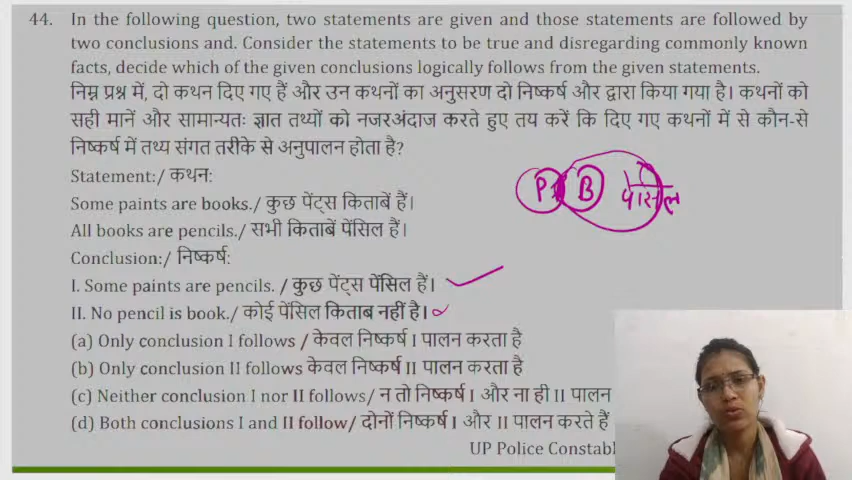 44. In the following question, two statements are given and those statements are followed by
two conclusions and. Consider the statements to be true and disregarding commonly known
facts, decide which of the given conclusions logically follows from the given statements.
निम्न प्रश्न में, दो कथन दिए गए हैं और उन कथनों का अनुसरण दो निष्कर्ष और द्वारा किया गया है। कथनों को
सही मानें और सामान्यतः ज्ञात तथ्यों को नजरअंदाज करते हुए तय करें कि दिए गए कथनों में से कौन-से
निष्कर्ष में तथ्य संगत तरीके से अनुपालन होता है?
Statement:/ कथन:
Some paints are books./ कुछ पेंट्स किताबें हैं।
All books are pencils./ सभी किताबें पेंसिल हैं।
P B
Conclusion:/ निष्कर्ष:
I. Some paints are pencils. / कुछ पेंट्स पेंसिल हैं।
II. No pencil is book./ कोई पेंसिल किताब नहीं है।
(a) Only conclusion I follows / केवल निष्कर्ष I पालन करता है
(b) Only conclusion II follows केवल निष्कर्ष II पालन करता है
(c) Neither conclusion I nor II follows/ न तो निष्कर्ष I और ना ही II पालन
(d) Both conclusions I and II follow/ दोनों निष्कर्ष I और II पालन करते हैं
UP Police Constab